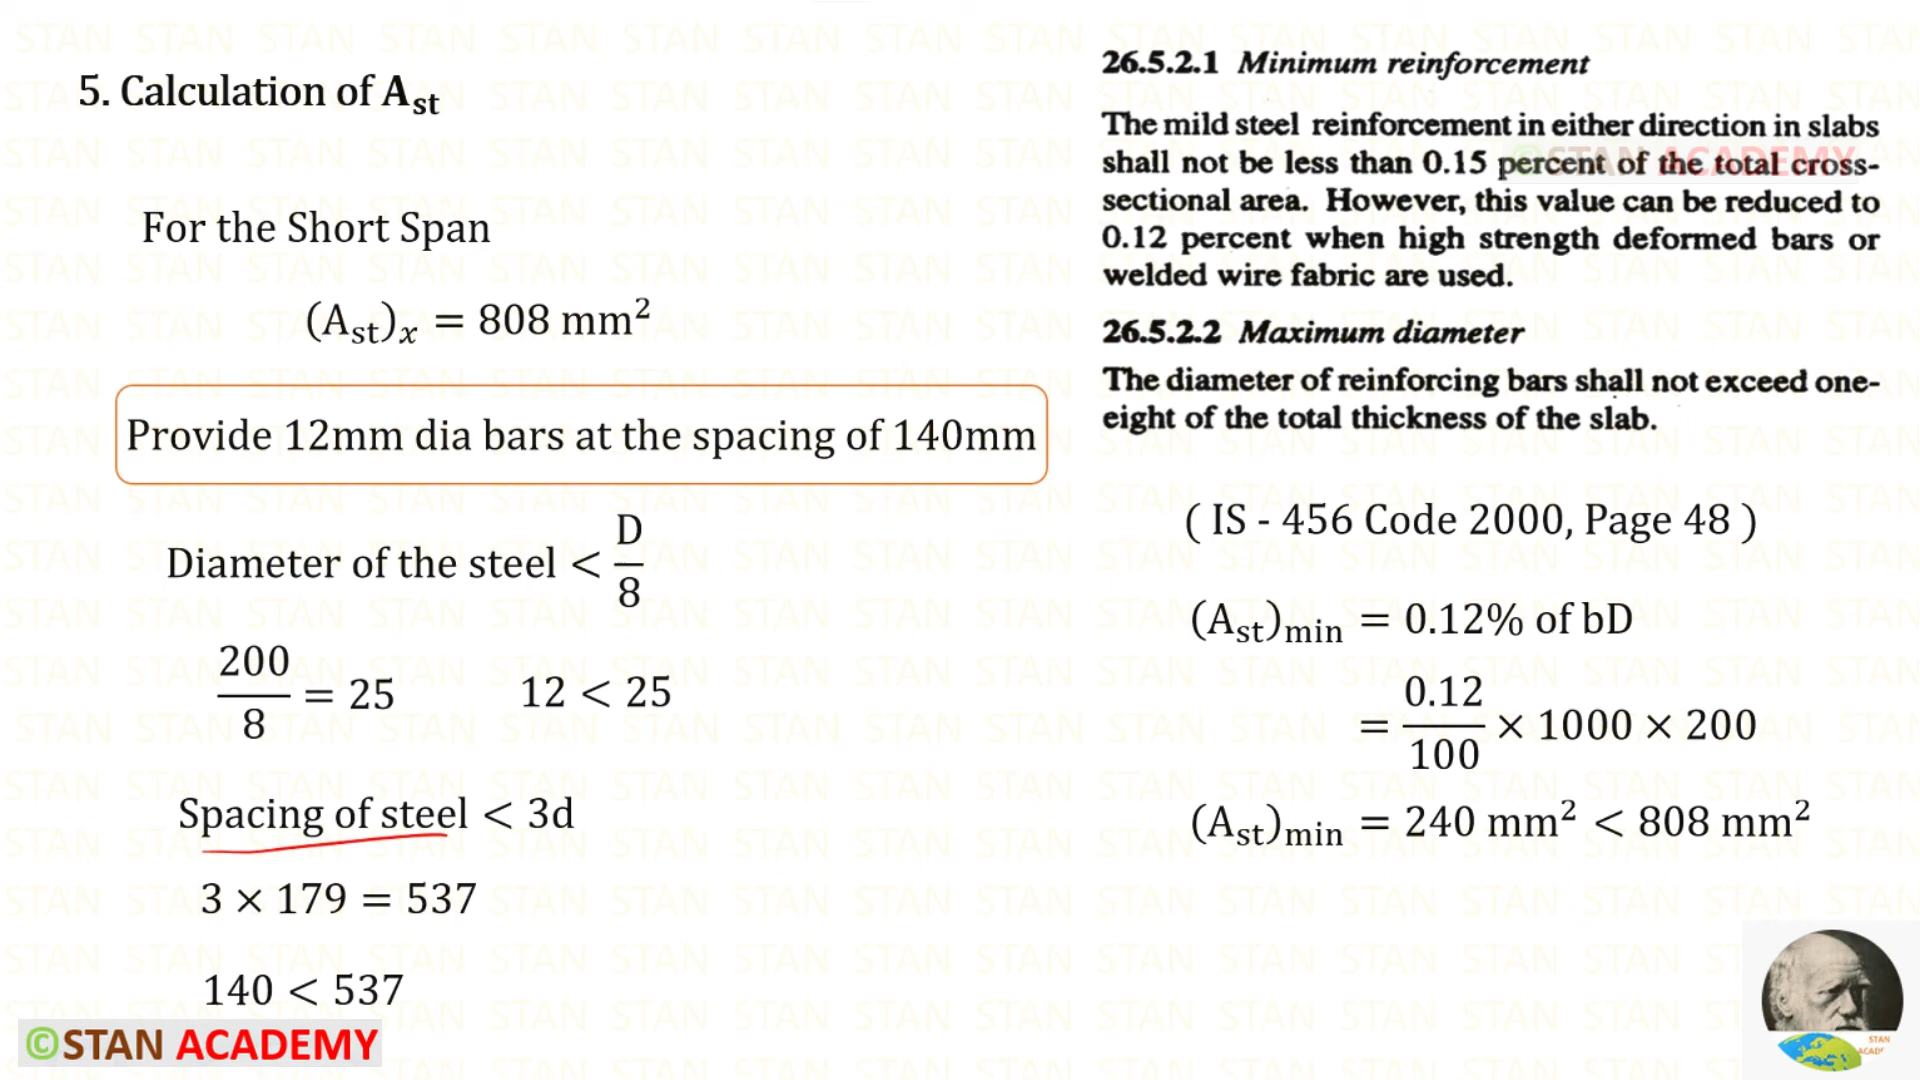 5. Calculation of Ast
For the Short Span
(Ast)x = 808 mm²
Provide 12mm dia bars at the spacing of 140mm
Diameter of the steel < D/8
200/8 = 25 12 < 25
Spacing of steel < 3d
3 × 179 = 537
140 < 537
©STAN ACADEMY
26.5.2.1 Minimum reinforcement
The mild steel reinforcement in either direction in slabs
shall not be less than 0.15 percent of the total cross-
sectional area. However, this value can be reduced to
0.12 percent when high strength deformed bars or
welded wire fabric are used.
©STAN ACADEMY
26.5.2.2 Maximum diameter
The diameter of reinforcing bars shall not exceed one-
eight of the total thickness of the slab.
( IS - 456 Code 2000, Page 48 )
(Ast)min = 0.12% of bD
= 0.12/100 × 1000 × 200
(Ast)min = 240 mm² < 808 mm²
STAN